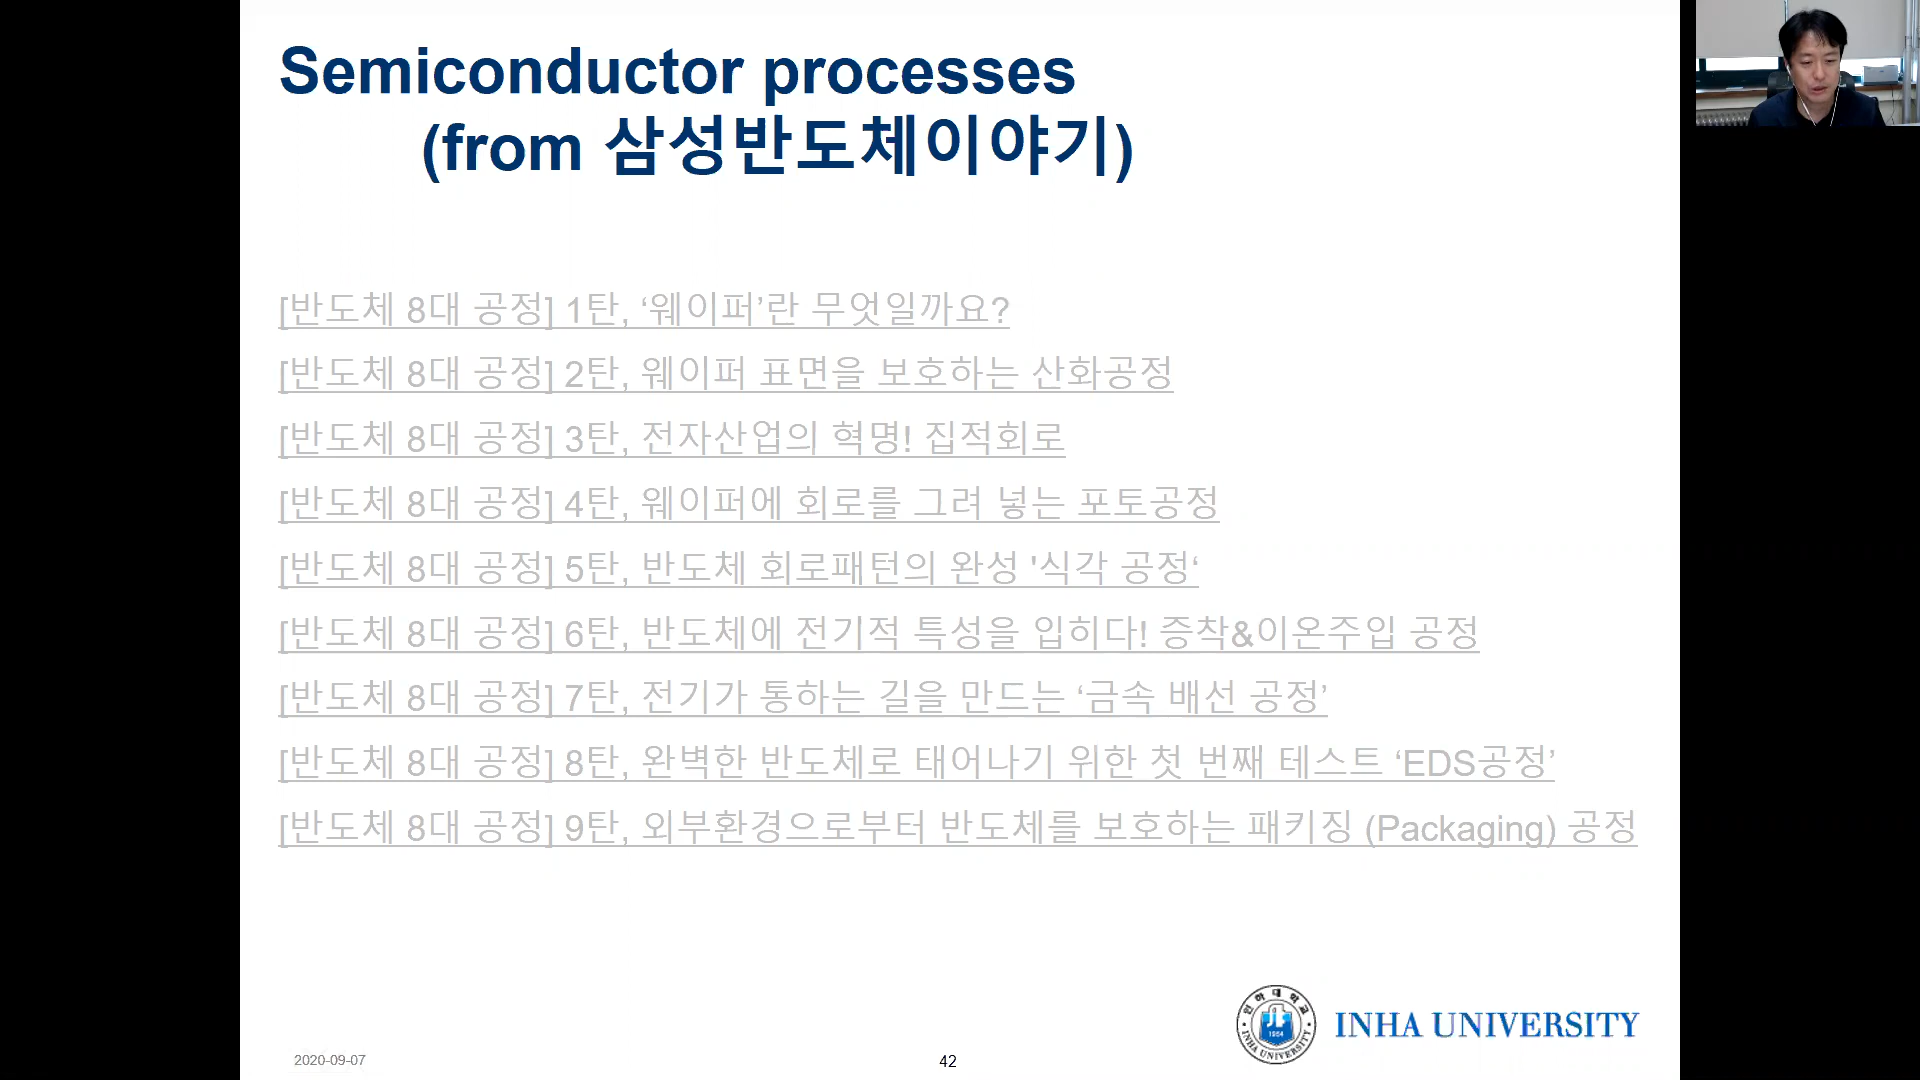 Semiconductor processes
(from 삼성반도체이야기)
[반도체 8대 공정] 1탄, ‘웨이퍼’란 무엇일까요?
[반도체 8대 공정] 2탄, 웨이퍼 표면을 보호하는 산화공정
[반도체 8대 공정] 3탄, 전자산업의 혁명! 집적회로
[반도체 8대 공정] 4탄, 웨이퍼에 회로를 그려 넣는 포토공정
[반도체 8대 공정] 5탄, 반도체 회로패턴의 완성 '식각 공정‘
[반도체 8대 공정] 6탄, 반도체에 전기적 특성을 입히다! 증착&이온주입 공정
[반도체 8대 공정] 7탄, 전기가 통하는 길을 만드는 ‘금속 배선 공정’
[반도체 8대 공정] 8탄, 완벽한 반도체로 태어나기 위한 첫 번째 테스트 ‘EDS공정’
[반도체 8대 공정] 9탄, 외부환경으로부터 반도체를 보호하는 패키징 (Packaging) 공정
인하대학교
1954
INHA UNIVERSITY
INHA UNIVERSITY
2020-09-07
42